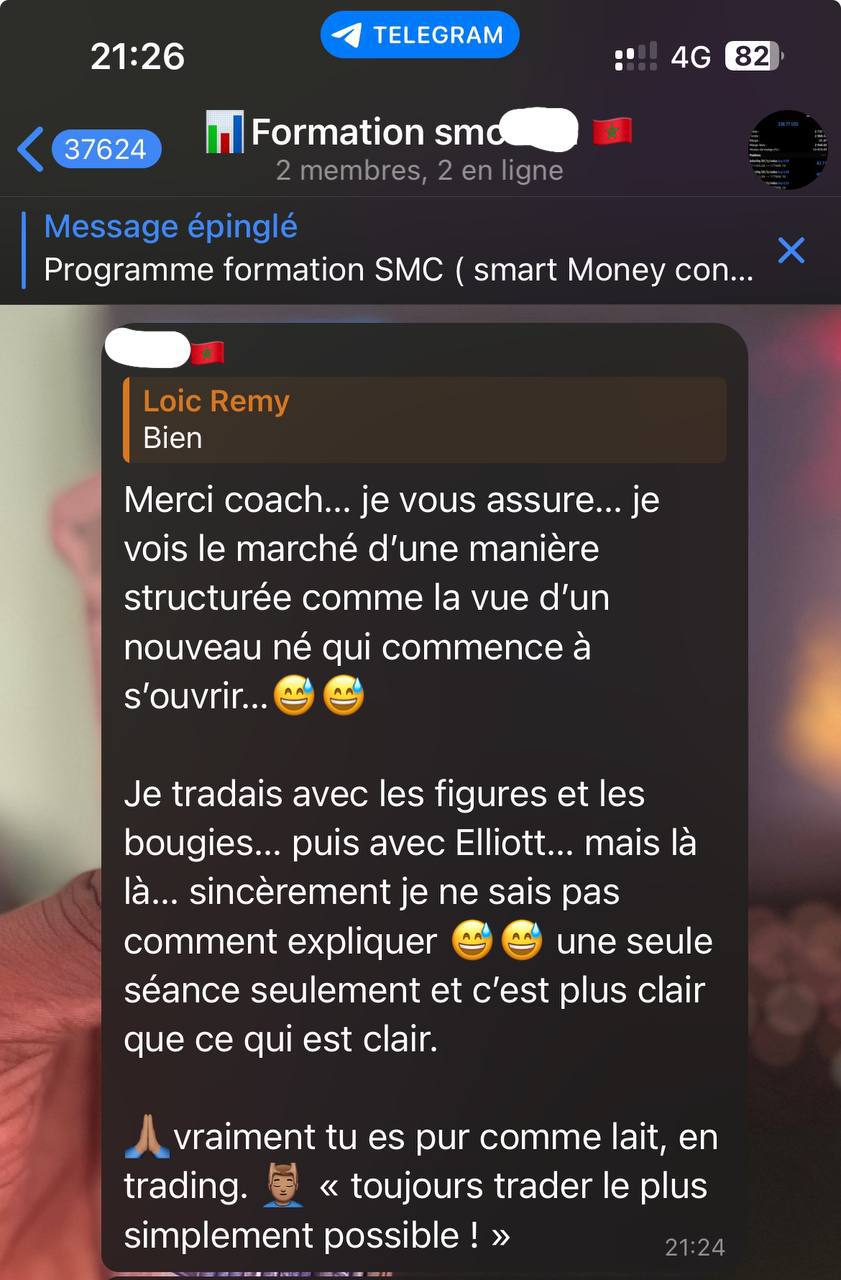 21:26
TELEGRAM
4G
82
37624
Formation smc
2 membres, 2 en ligne
Message épinglé
Programme formation SMC ( smart Money con...
Loic Remy
Bien
Merci coach... je vous assure... je
vois le marché d’une manière
structurée comme la vue d’un
nouveau né qui commence à
s’ouvrir...😅😅
Je tradais avec les figures et les
bougies... puis avec Elliott... mais là
là... sincèrement je ne sais pas
comment expliquer 😅😅 une seule
séance seulement et c’est plus clair
que ce qui est clair.
🙏🏽vraiment tu es pur comme lait, en
trading. 💆🏽‍♂️ « toujours trader le plus
simplement possible ! »
21:24